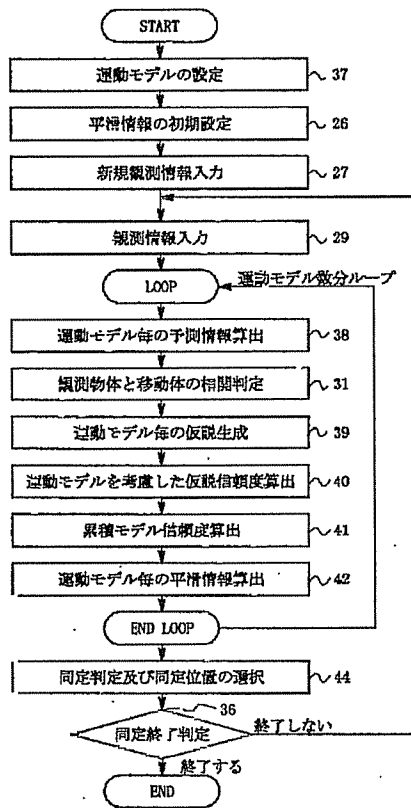 START
運動モデルの設定
37
平滑情報の初期設定
26
新規観測情報入力
27
観測情報入力
29
LOOP
運動モデル数分ループ
運動モデル毎の予測情報算出
38
観測物体と移動体の相関判定
31
運動モデル毎の仮説生成
39
運動モデルを考慮した仮説信頼度算出
40
累積モデル信頼度算出
41
運動モデル毎の平滑情報算出
42
END LOOP
同定判定及び同定位置の選択
44
36
同定終了判定
終了しない
終了する
END